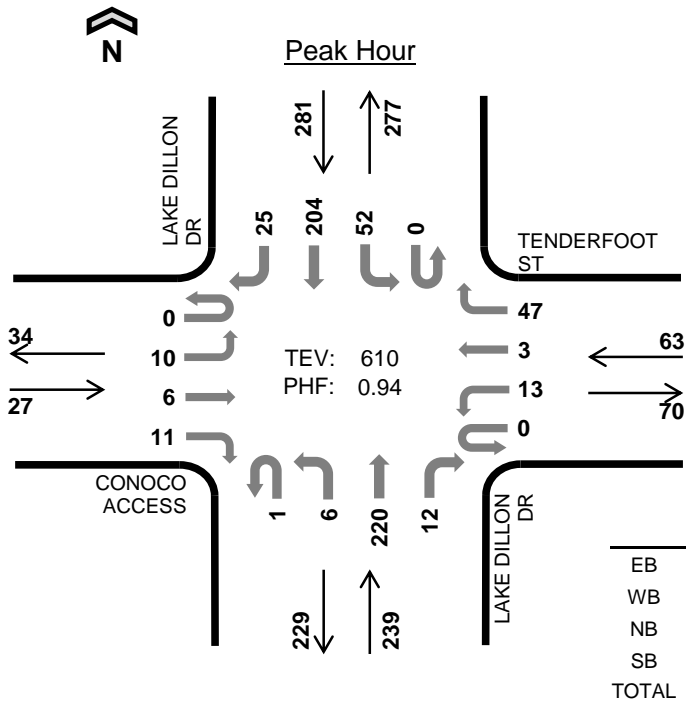 N
Peak Hour
LAKE DILLON
DR
281
277
25
204
52
0
TENDERFOOT
ST
0
10
6
11
47
3
13
0
34
27
63
70
TEV: 610
PHF: 0.94
CONOCO
ACCESS
1
6
220
12
LAKE DILLON
DR
229
239
EB
WB
NB
SB
TOTAL